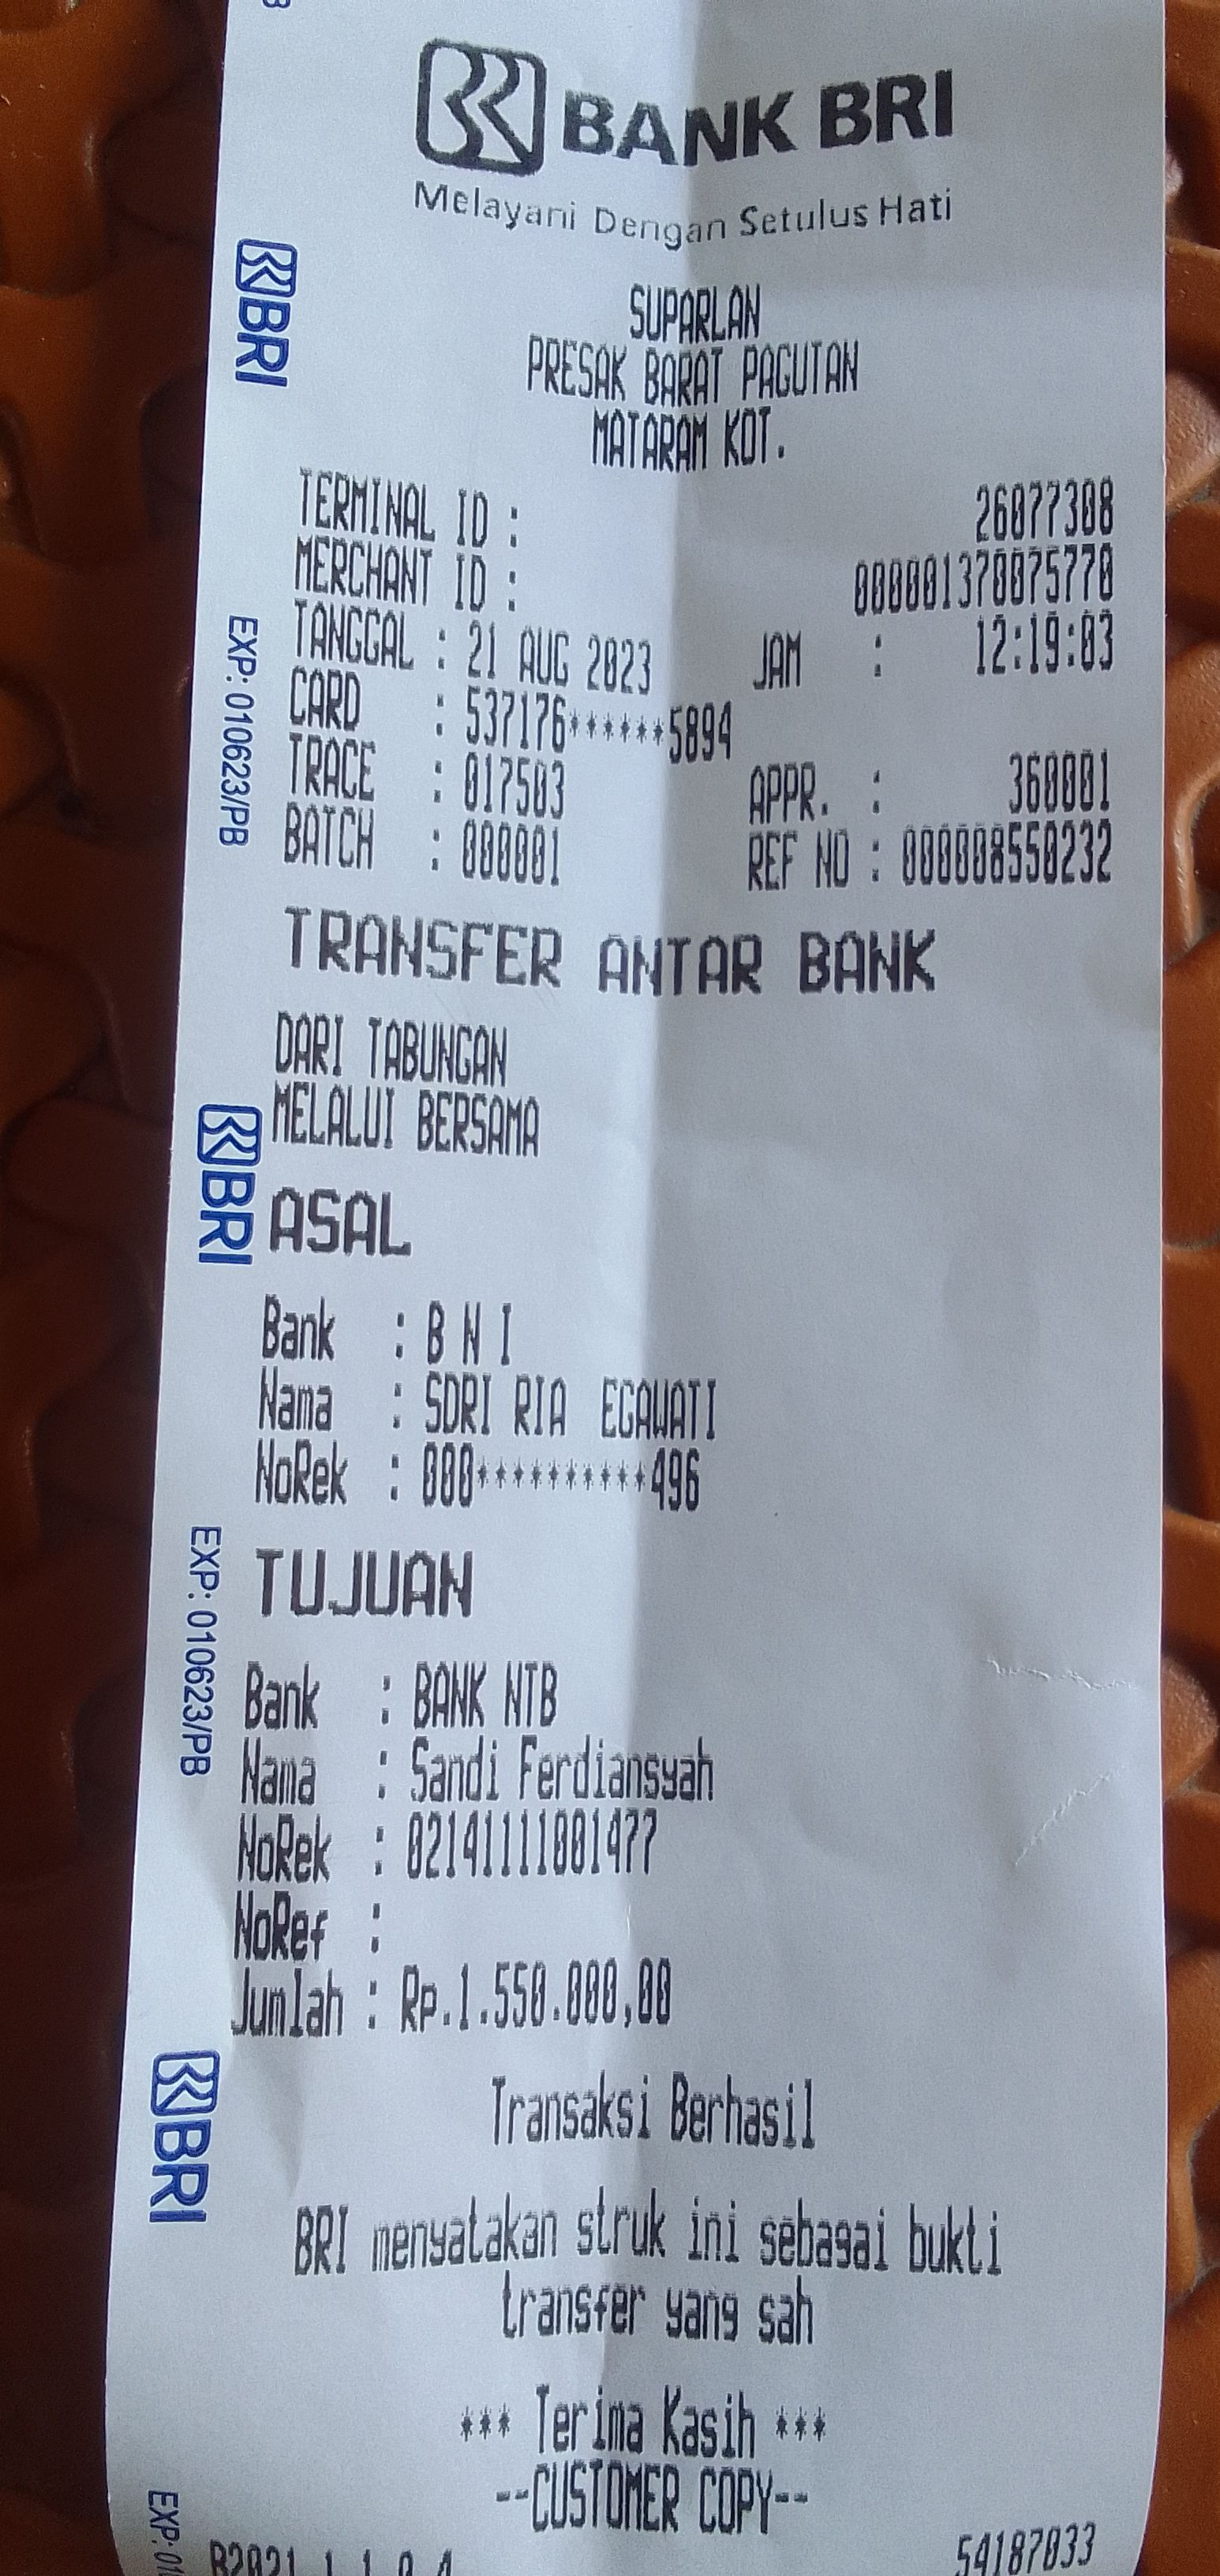 BANK BRI
Melayani Dengan Setulus Hati
SUPARLAN
PRESAK BARAT PAGUTAN
MATARAM KOT.
TERMINAL ID : 26077308
MERCHANT ID : 000001370075770
TANGGAL : 21 AUG 2023 JAM : 12:19:03
CARD : 537176******5894
TRACE : 017503 APPR. : 360001
BATCH : 000001 REF NO : 000008550232
TRANSFER ANTAR BANK
DARI TABUNGAN
MELALUI BERSAMA
ASAL
Bank : B N I
Nama : SDRI RIA EGAWATI
NoRek : 000**********496
TUJUAN
Bank : BANK NTB
Nama : Sandi Ferdiansyah
NoRek : 02141111001477
NoRef :
Jumlah : Rp.1.550.000,00
Transaksi Berhasil
BRI menyatakan struk ini sebagai bukti
transfer yang sah
*** Terima Kasih ***
--CUSTOMER COPY--
54187033
BRI
EXP: 010623/PB
BRI
EXP: 010623/PB
BRI